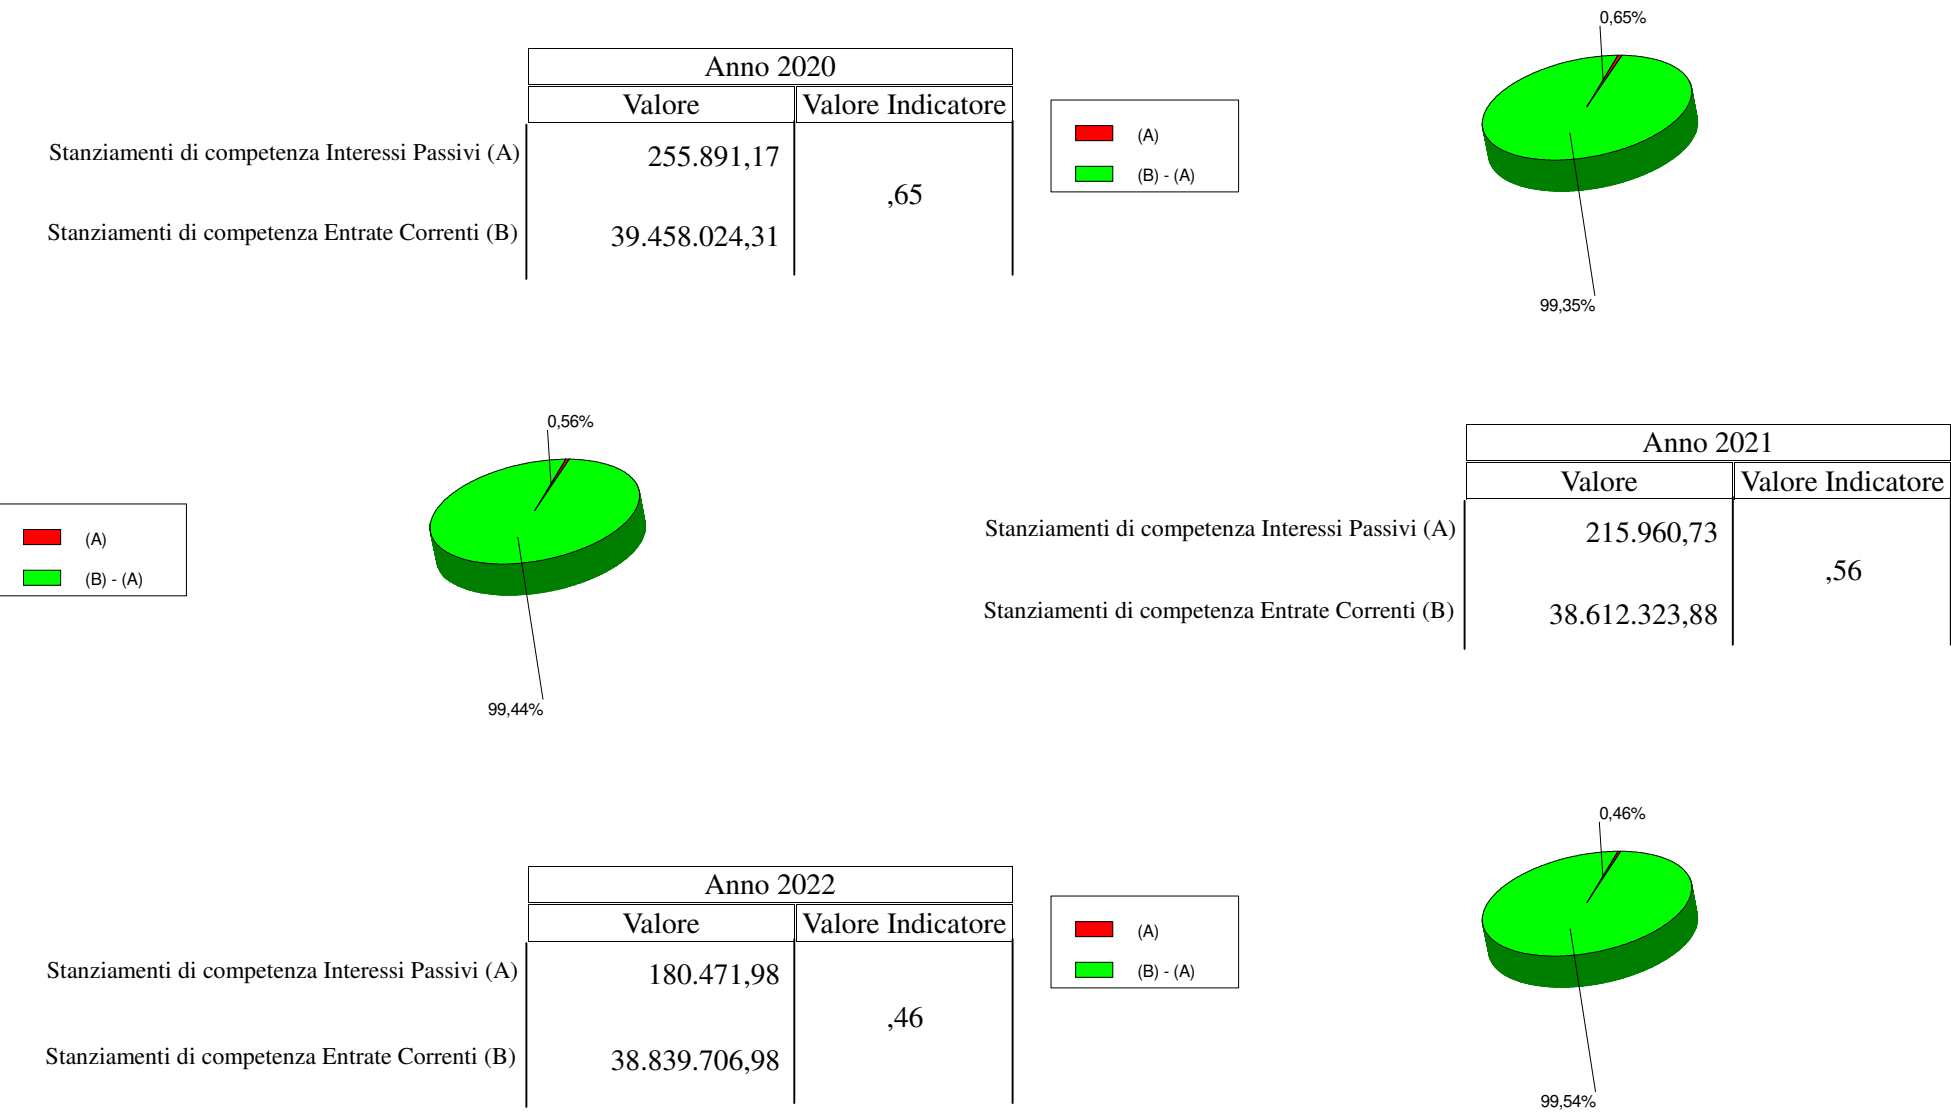 0,65%
Anno 2020
Valore Valore Indicatore
(A)
Stanziamenti di competenza Interessi Passivi (A) 255.891,17
(B) - (A)
,65
Stanziamenti di competenza Entrate Correnti (B) 39.458.024,31
99,35%
0,56%
Anno 2021
Valore Valore Indicatore
(A)
Stanziamenti di competenza Interessi Passivi (A) 215.960,73
(B) - (A)
,56
Stanziamenti di competenza Entrate Correnti (B) 38.612.323,88
99,44%
0,46%
Anno 2022
Valore Valore Indicatore
(A)
Stanziamenti di competenza Interessi Passivi (A) 180.471,98
(B) - (A)
,46
Stanziamenti di competenza Entrate Correnti (B) 38.839.706,98
99,54%